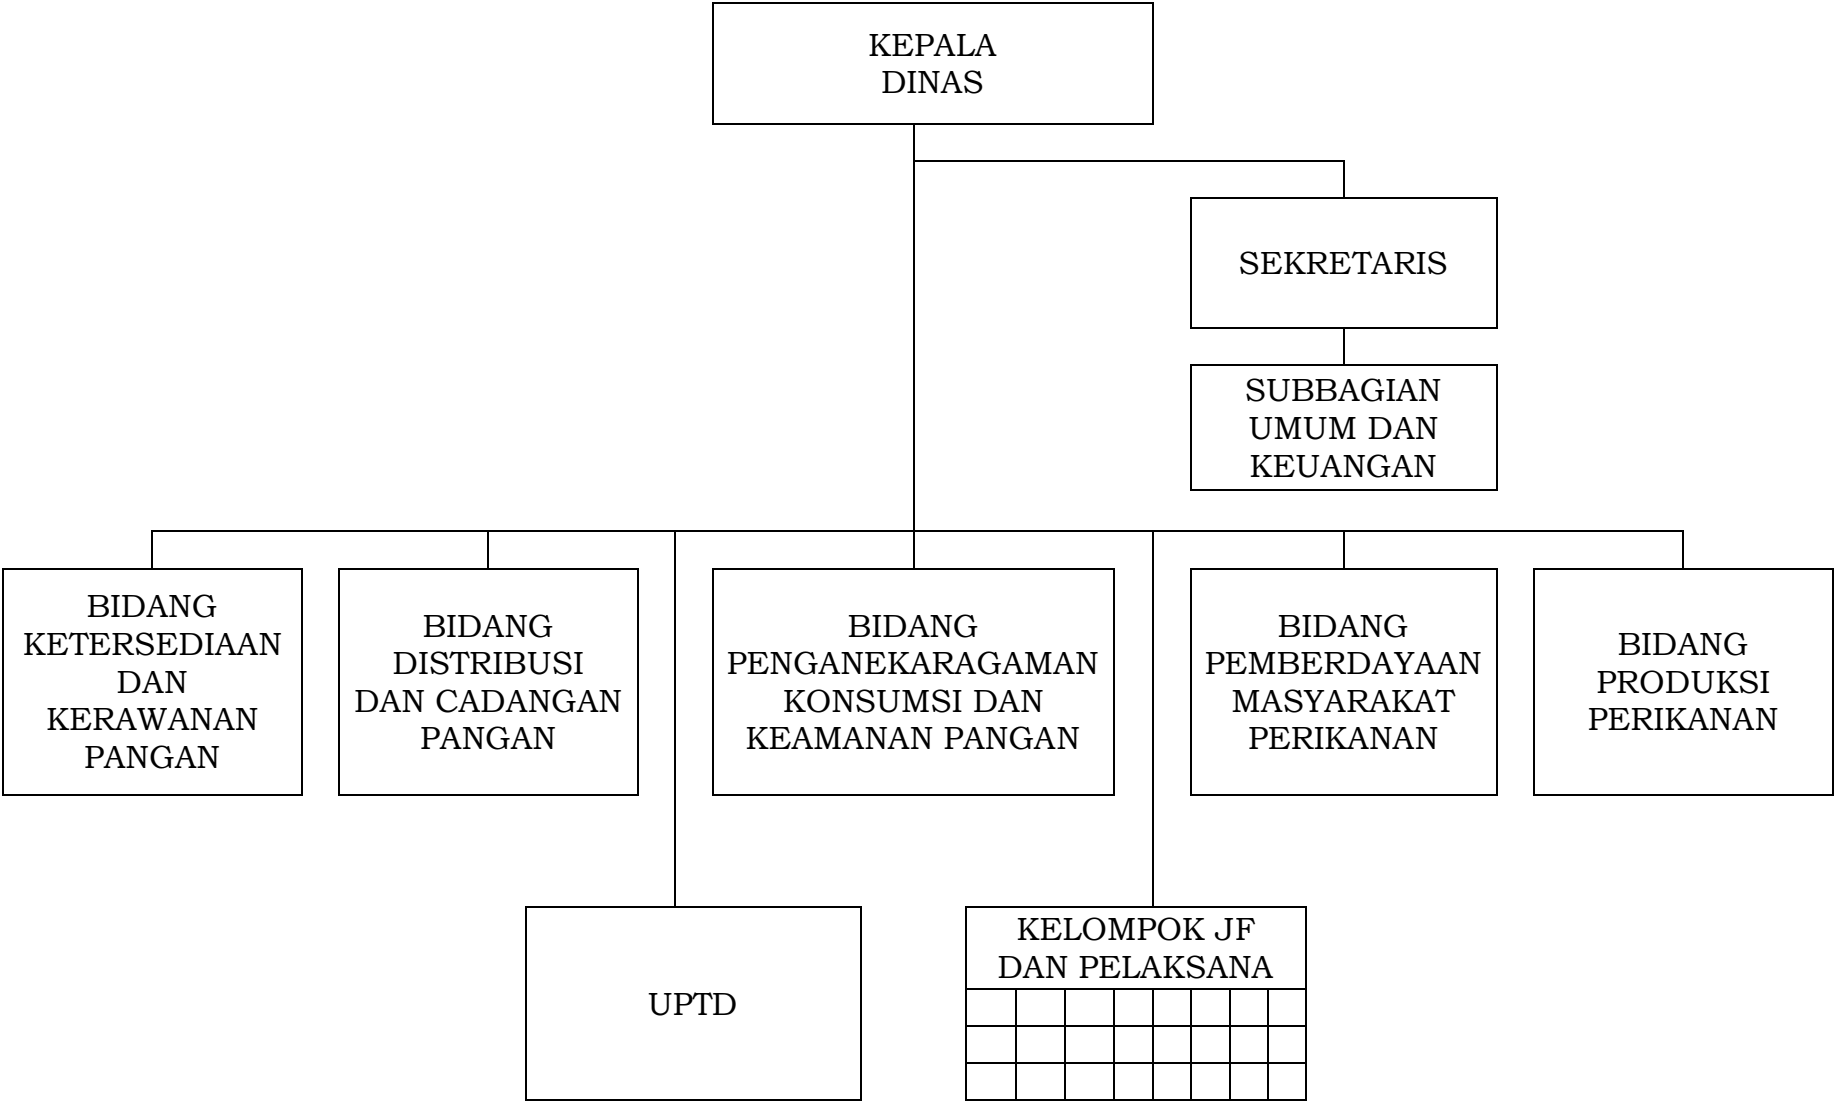 KEPALA
DINAS
SEKRETARIS
SUBBAGIAN
UMUM DAN
KEUANGAN
BIDANG
KETERSEDIAAN
DAN
KERAWANAN
PANGAN
BIDANG
DISTRIBUSI
DAN CADANGAN
PANGAN
BIDANG
PENGANEKARAGAMAN
KONSUMSI DAN
KEAMANAN PANGAN
BIDANG
PEMBERDAYAAN
MASYARAKAT
PERIKANAN
BIDANG
PRODUKSI
PERIKANAN
UPTD
KELOMPOK JF
DAN PELAKSANA